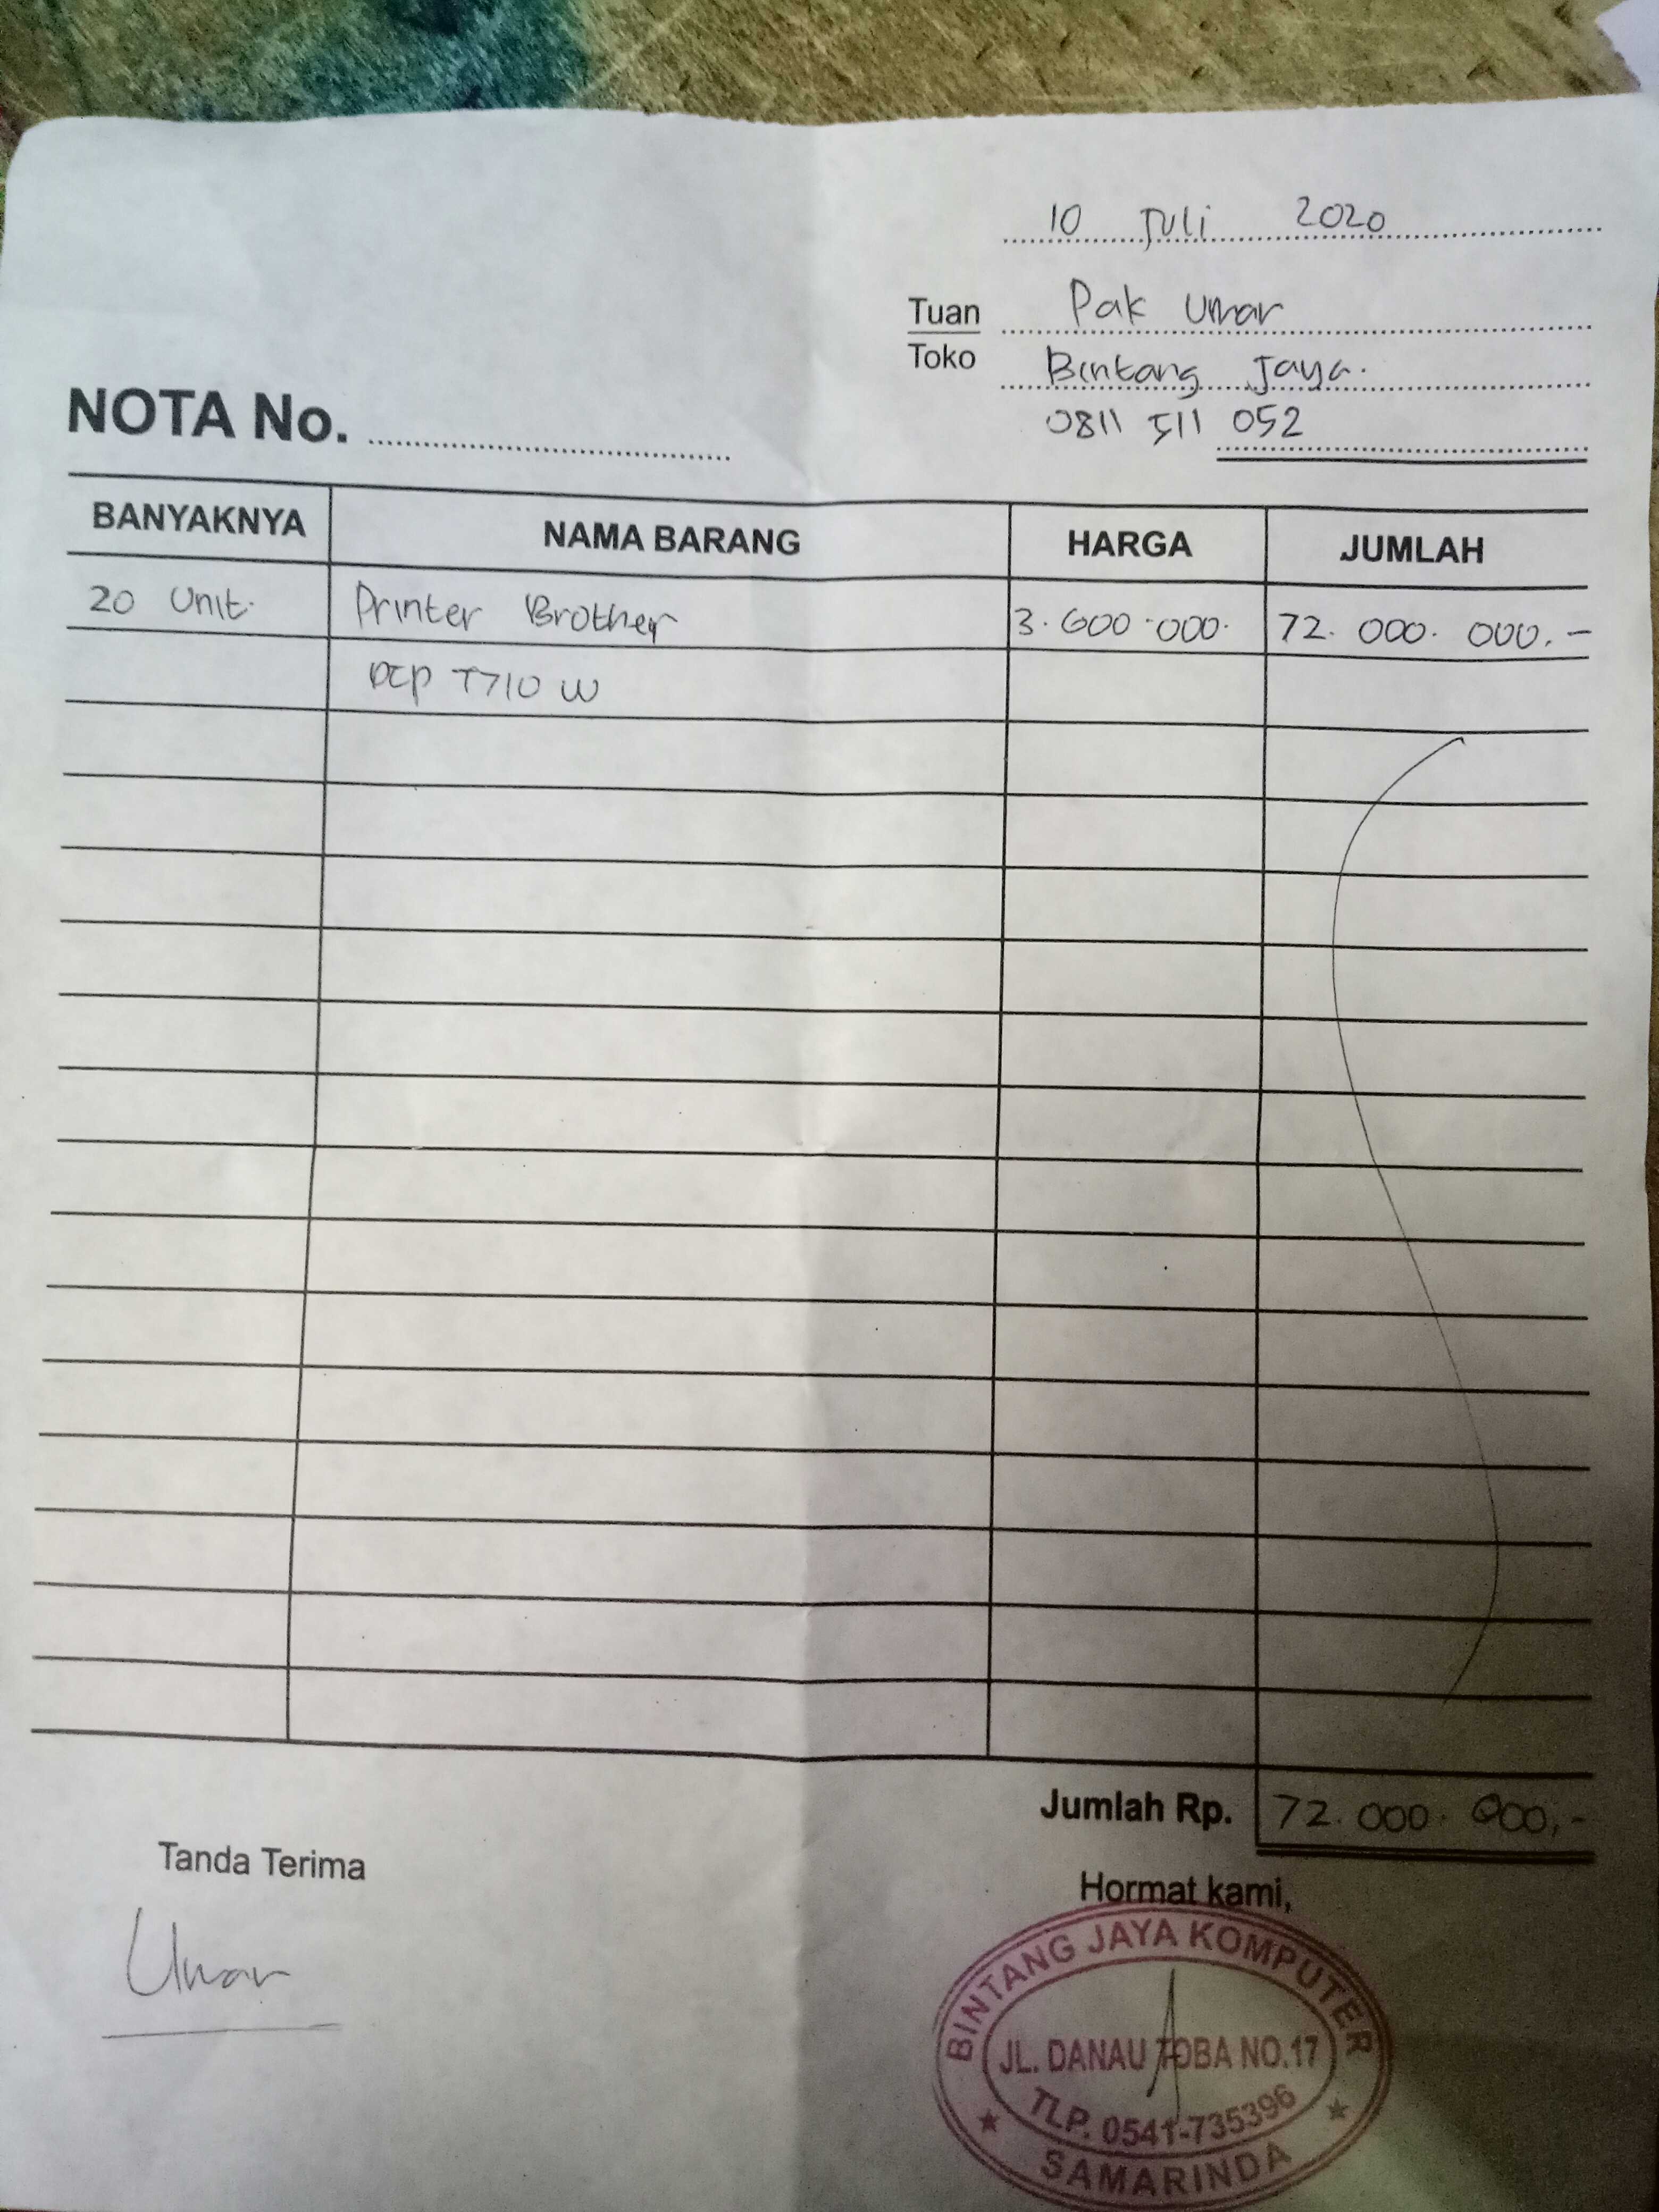 10 Juli 2020
Tuan Pak Umar
Toko Bintang Jaya.
0811 511 052
NOTA No.
BANYAKNYA NAMA BARANG HARGA JUMLAH
20 Unit. Printer Brother 3.600.000. 72.000.000.-
DCP T710 W
Jumlah Rp. 72.000.000,-
Tanda Terima
Hormat kami,
Umar
BINTANG JAYA KOMPUTER
JL. DANAU TOBA NO.17
TLP. 0541-735396
SAMARINDA